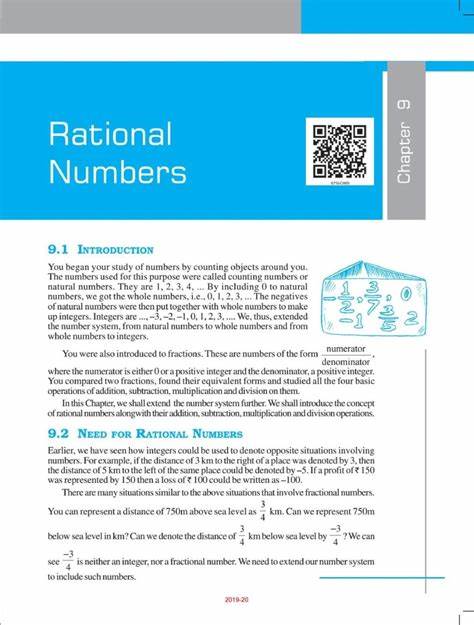 Rational
Numbers
Chapter 9
9.1 INTRODUCTION
You began your study of numbers by counting objects around you.
The numbers used for this purpose were called counting numbers or
natural numbers. They are 1, 2, 3, 4, ... By including 0 to natural
numbers, we got the whole numbers, i.e., 0, 1, 2, 3, ... The negatives
of natural numbers were then put together with whole numbers to make
up integers. Integers are ..., –3, –2, –1, 0, 1, 2, 3, .... We, thus, extended
the number system, from natural numbers to whole numbers and from
whole numbers to integers.
-1/2, 3/7, 0
-1 3/5 2
You were also introduced to fractions. These are numbers of the form numerator/denominator,
where the numerator is either 0 or a positive integer and the denominator, a positive integer.
You compared two fractions, found their equivalent forms and studied all the four basic
operations of addition, subtraction, multiplication and division on them.
In this Chapter, we shall extend the number system further. We shall introduce the concept
of rational numbers alongwith their addition, subtraction, multiplication and division operations.
9.2 NEED FOR RATIONAL NUMBERS
Earlier, we have seen how integers could be used to denote opposite situations involving
numbers. For example, if the distance of 3 km to the right of a place was denoted by 3, then
the distance of 5 km to the left of the same place could be denoted by –5. If a profit of ₹ 150
was represented by 150 then a loss of ₹ 100 could be written as –100.
There are many situations similar to the above situations that involve fractional numbers.
You can represent a distance of 750m above sea level as 3/4 km. Can we represent 750m
below sea level in km? Can we denote the distance of 3/4 km below sea level by –3/4 ? We can
see –3/4 is neither an integer, nor a fractional number. We need to extend our number system
to include such numbers.
2019-20